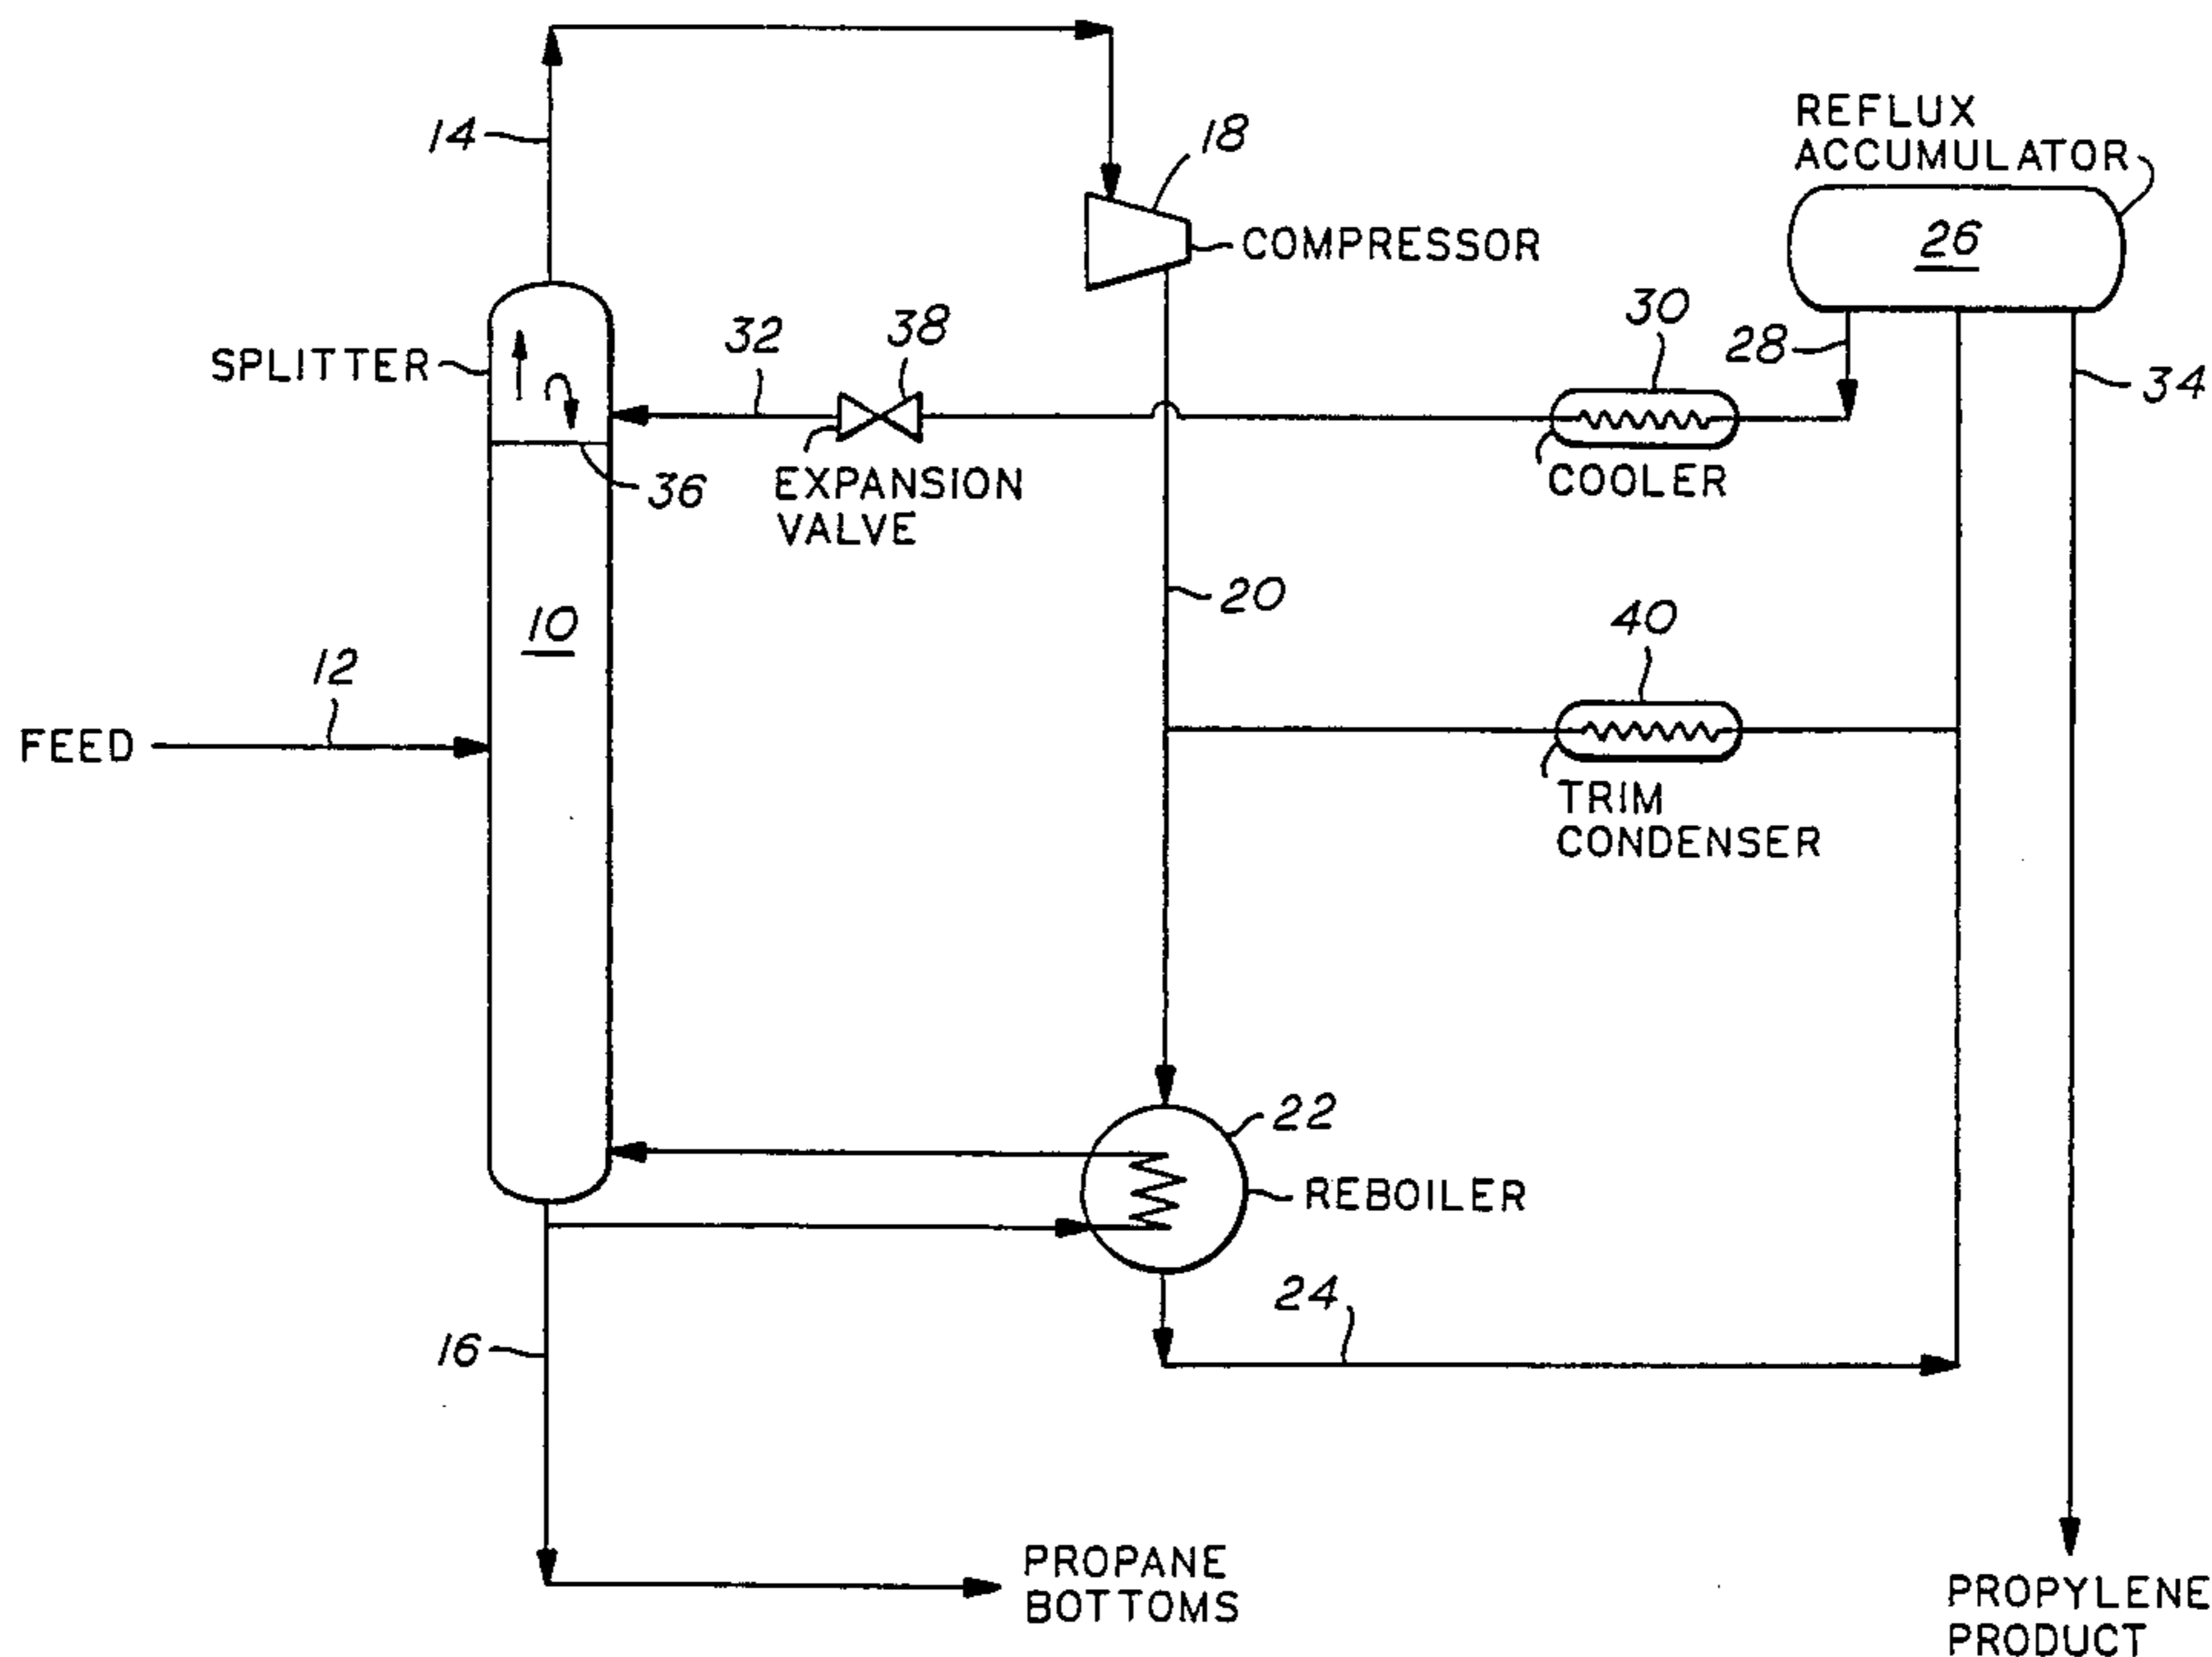 14
18
COMPRESSOR
REFLUX
ACCUMULATOR
26
SPLITTER
32
38
30
28
34
EXPANSION
VALVE
COOLER
36
20
10
40
12
FEED
TRIM
CONDENSER
22
REBOILER
24
16
PROPANE
BOTTOMS
PROPYLENE
PRODUCT